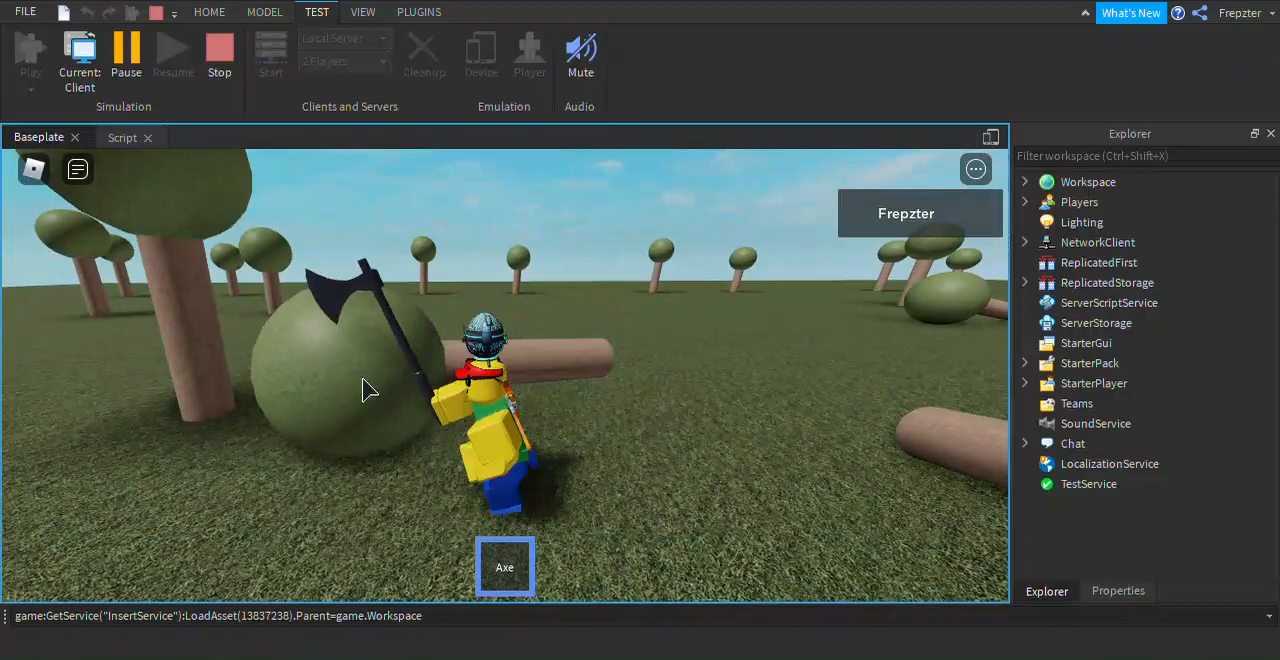 FILE HOME MODEL TEST VIEW PLUGINS What's New Frepzter
Play Current: Client Pause Resume Stop Start Local Server 2 Players Cleanup Device Player Mute
Simulation Clients and Servers Emulation Audio
Baseplate Script
Explorer
Filter workspace (Ctrl+Shift+X)
Workspace
Players
Lighting
NetworkClient
ReplicatedFirst
ReplicatedStorage
ServerScriptService
ServerStorage
StarterGui
StarterPack
StarterPlayer
Teams
SoundService
Chat
LocalizationService
TestService
Frepzter
Axe
Explorer Properties
game:GetService("InsertService"):LoadAsset(13837238).Parent=game.Workspace